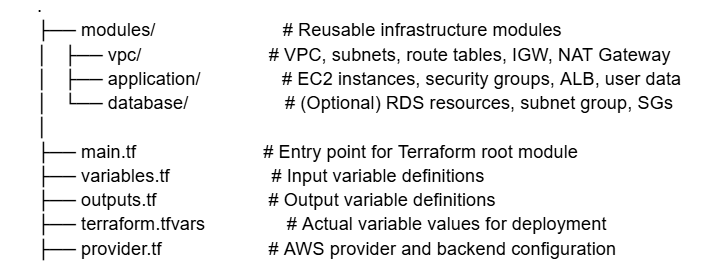 .
├── modules/ # Reusable infrastructure modules
│ ├── vpc/ # VPC, subnets, route tables, IGW, NAT Gateway
│ ├── application/ # EC2 instances, security groups, ALB, user data
│ └── database/ # (Optional) RDS resources, subnet group, SGs
│
├── main.tf # Entry point for Terraform root module
├── variables.tf # Input variable definitions
├── outputs.tf # Output variable definitions
├── terraform.tfvars # Actual variable values for deployment
├── provider.tf # AWS provider and backend configuration